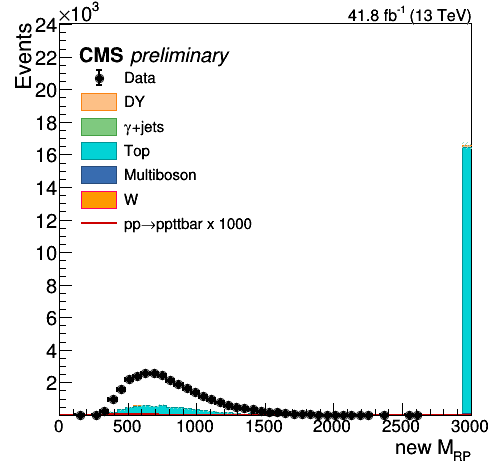 ×10³
41.8 fb⁻¹ (13 TeV)
Events
CMS preliminary
Data
DY
γ+jets
Top
Multiboson
W
pp→ppttbar x 1000
24
22
20
18
16
14
12
10
8
6
4
2
0 500 1000 1500 2000 2500 3000
new M_RP